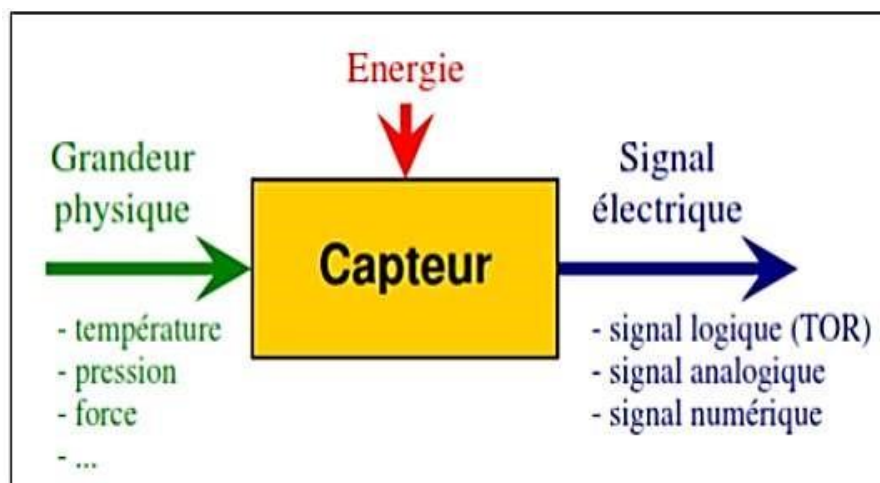 Energie
Grandeur
physique
Signal
électrique
Capteur
- température
- pression
- force
- ...
- signal logique (TOR)
- signal analogique
- signal numérique